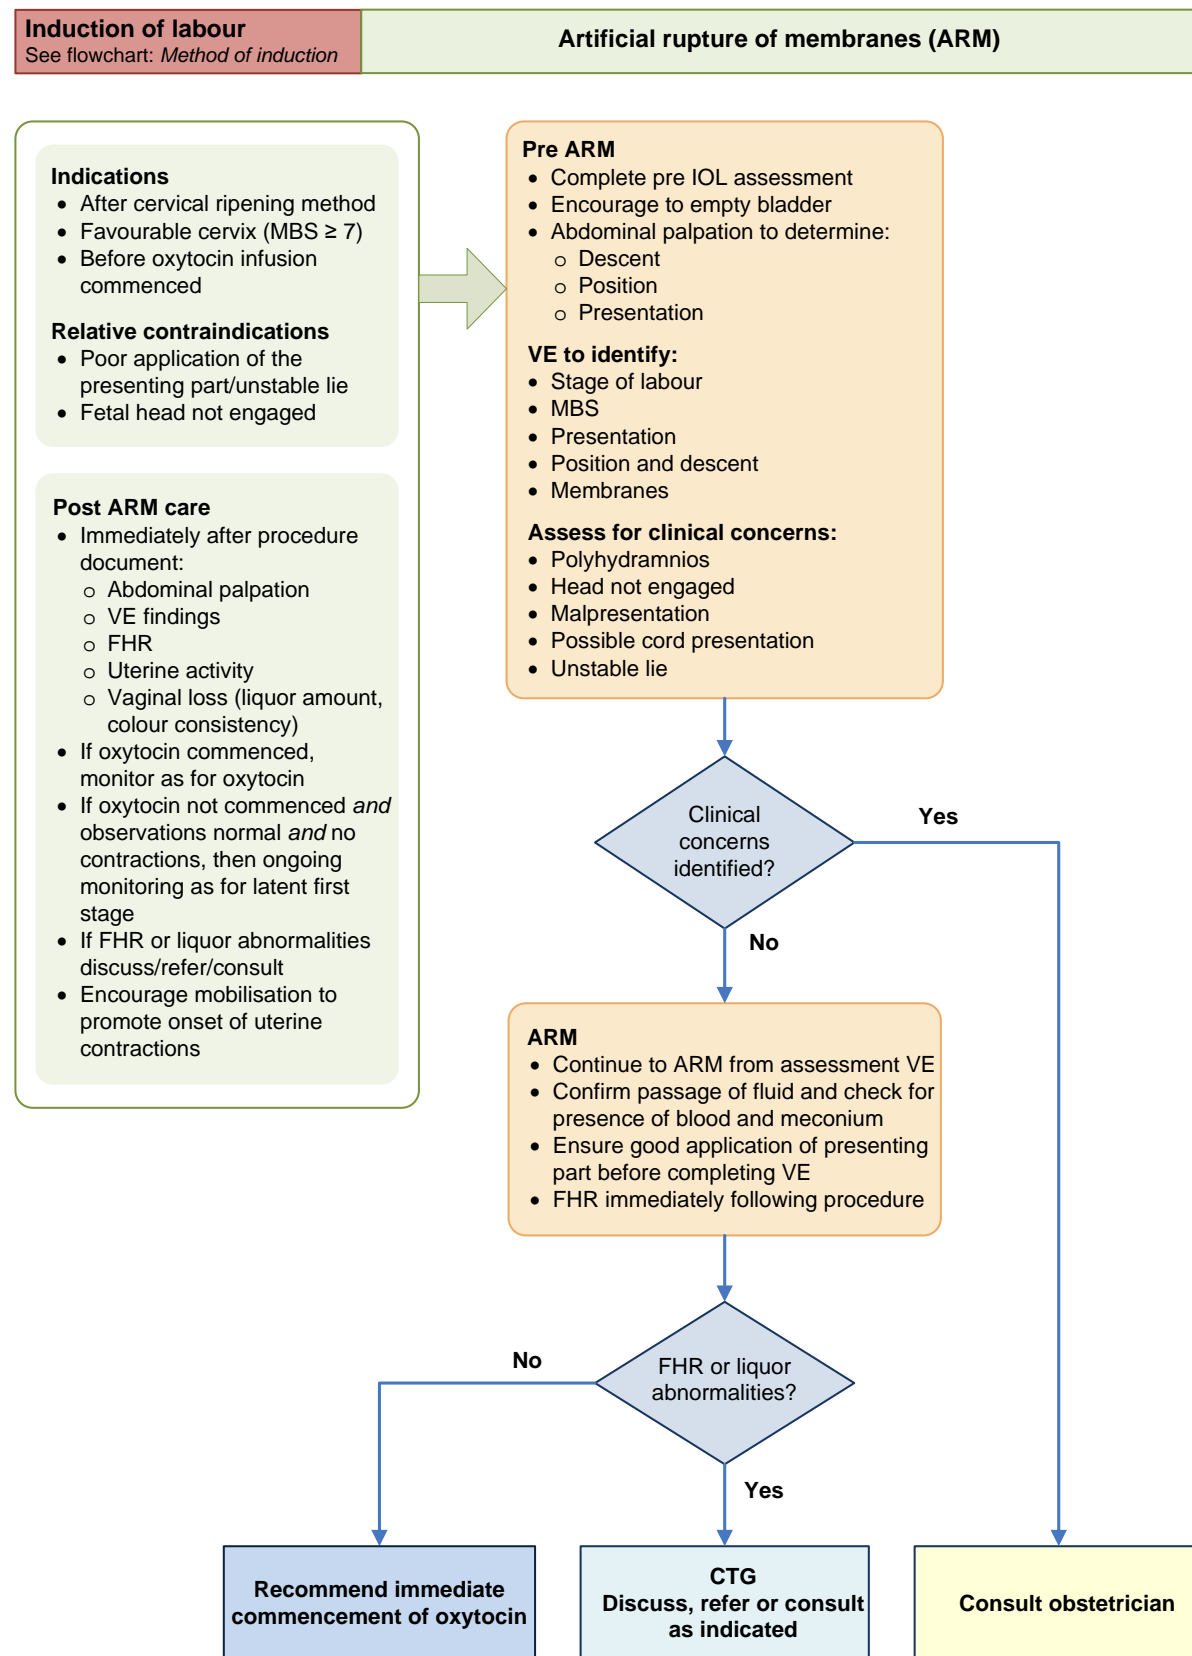 Induction of labour
See flowchart: Method of induction
Artificial rupture of membranes (ARM)
Indications
• After cervical ripening method
• Favourable cervix (MBS ≥ 7)
• Before oxytocin infusion
commenced
Relative contraindications
• Poor application of the
presenting part/unstable lie
• Fetal head not engaged
Post ARM care
• Immediately after procedure
document:
o Abdominal palpation
o VE findings
o FHR
o Uterine activity
o Vaginal loss (liquor amount,
colour consistency)
• If oxytocin commenced,
monitor as for oxytocin
• If oxytocin not commenced and
observations normal and no
contractions, then ongoing
monitoring as for latent first
stage
• If FHR or liquor abnormalities
discuss/refer/consult
• Encourage mobilisation to
promote onset of uterine
contractions
Pre ARM
• Complete pre IOL assessment
• Encourage to empty bladder
• Abdominal palpation to determine:
o Descent
o Position
o Presentation
VE to identify:
• Stage of labour
• MBS
• Presentation
• Position and descent
• Membranes
Assess for clinical concerns:
• Polyhydramnios
• Head not engaged
• Malpresentation
• Possible cord presentation
• Unstable lie
Clinical
concerns
identified?
Yes
No
ARM
• Continue to ARM from assessment VE
• Confirm passage of fluid and check for
presence of blood and meconium
• Ensure good application of presenting
part before completing VE
• FHR immediately following procedure
FHR or liquor
abnormalities?
No
Yes
Recommend immediate
commencement of oxytocin
CTG
Discuss, refer or consult
as indicated
Consult obstetrician